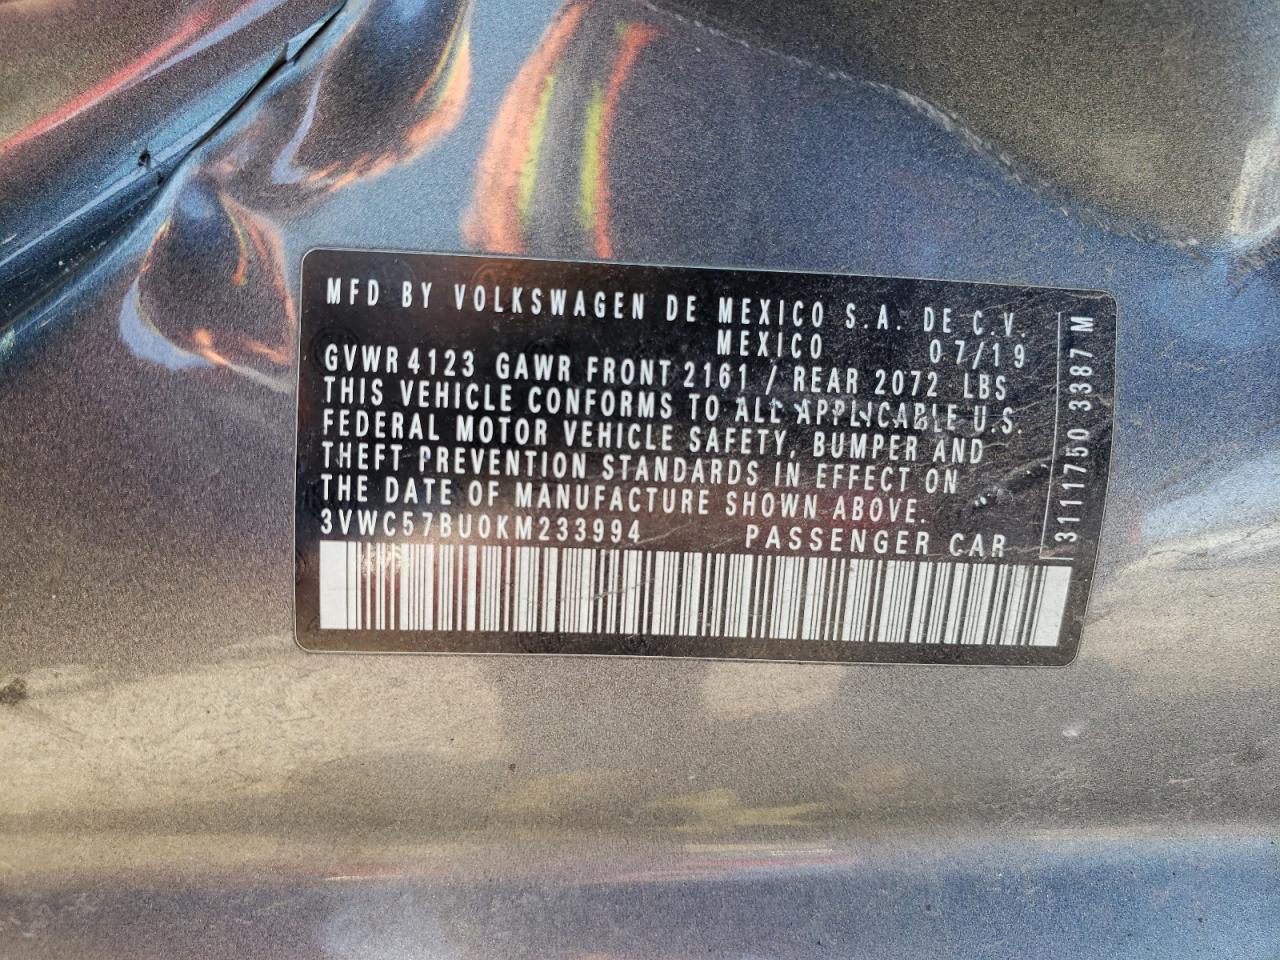 MFD BY VOLKSWAGEN DE MEXICO S.A. DE C.V.
MEXICO 07/19
GVWR 4123 GAWR FRONT 2161 / REAR 2072 LBS
THIS VEHICLE CONFORMS TO ALL APPLICABLE U.S.
FEDERAL MOTOR VEHICLE SAFETY, BUMPER AND
THEFT PREVENTION STANDARDS IN EFFECT ON
THE DATE OF MANUFACTURE SHOWN ABOVE.
3VWC57BU0KM233994 PASSENGER CAR
3111750 3387 M